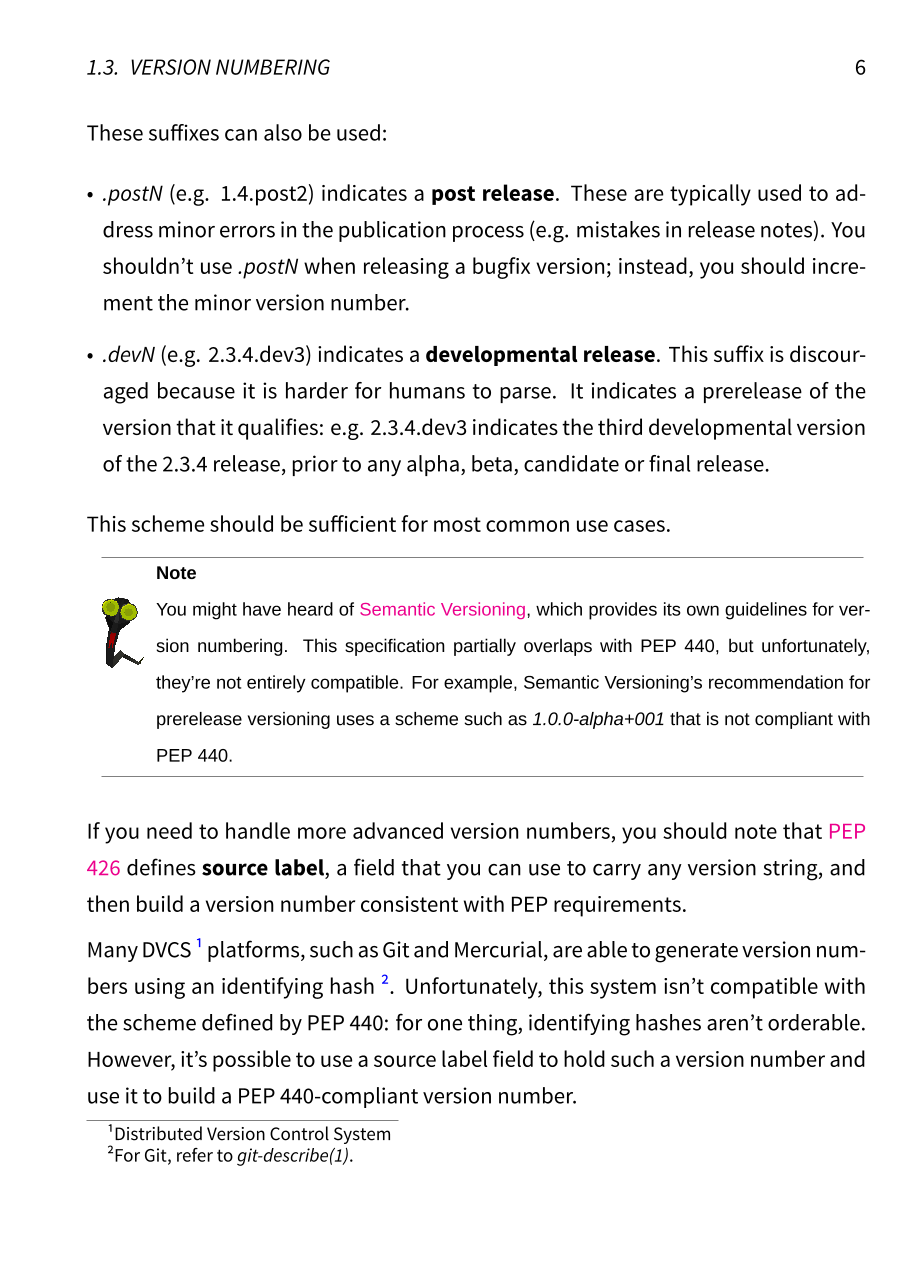 1.3. VERSION NUMBERING 6
These suffixes can also be used:
• .postN (e.g. 1.4.post2) indicates a post release. These are typically used to ad-
dress minor errors in the publication process (e.g. mistakes in release notes). You
shouldn’t use .postN when releasing a bugfix version; instead, you should incre-
ment the minor version number.
• .devN (e.g. 2.3.4.dev3) indicates a developmental release. This suffix is discour-
aged because it is harder for humans to parse. It indicates a prerelease of the
version that it qualifies: e.g. 2.3.4.dev3 indicates the third developmental version
of the 2.3.4 release, prior to any alpha, beta, candidate or final release.
This scheme should be sufficient for most common use cases.
Note
You might have heard of Semantic Versioning, which provides its own guidelines for ver-
sion numbering. This specification partially overlaps with PEP 440, but unfortunately,
they’re not entirely compatible. For example, Semantic Versioning’s recommendation for
prerelease versioning uses a scheme such as 1.0.0-alpha+001 that is not compliant with
PEP 440.
If you need to handle more advanced version numbers, you should note that PEP
426 defines source label, a field that you can use to carry any version string, and
then build a version number consistent with PEP requirements.
Many DVCS ¹ platforms, such as Git and Mercurial, are able to generate version num-
bers using an identifying hash ². Unfortunately, this system isn’t compatible with
the scheme defined by PEP 440: for one thing, identifying hashes aren’t orderable.
However, it’s possible to use a source label field to hold such a version number and
use it to build a PEP 440-compliant version number.
¹Distributed Version Control System
²For Git, refer to git-describe(1).